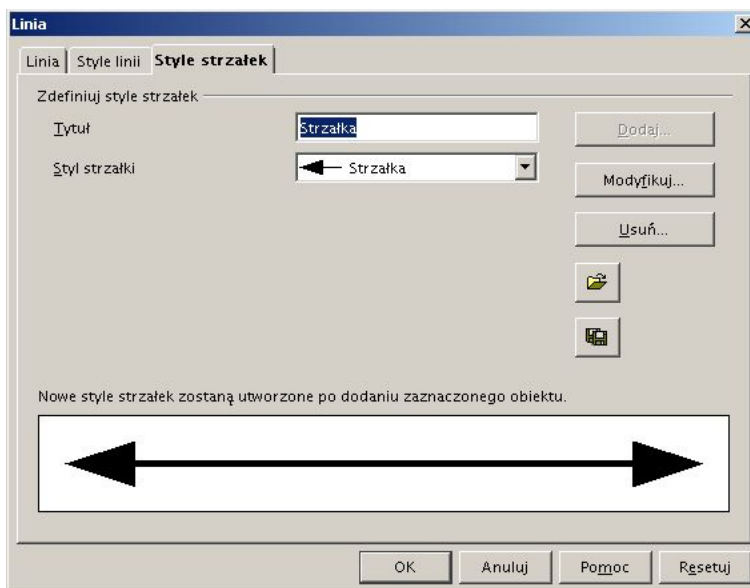 Linia
Linia Style linii Style strzałek
Zdefiniuj style strzałek
Tytuł Strzałka Dodaj...
Styl strzałki Strzałka Modyfikuj...
Usuń...
Nowe style strzałek zostaną utworzone po dodaniu zaznaczonego obiektu.
OK Anuluj Pomoc Resetuj